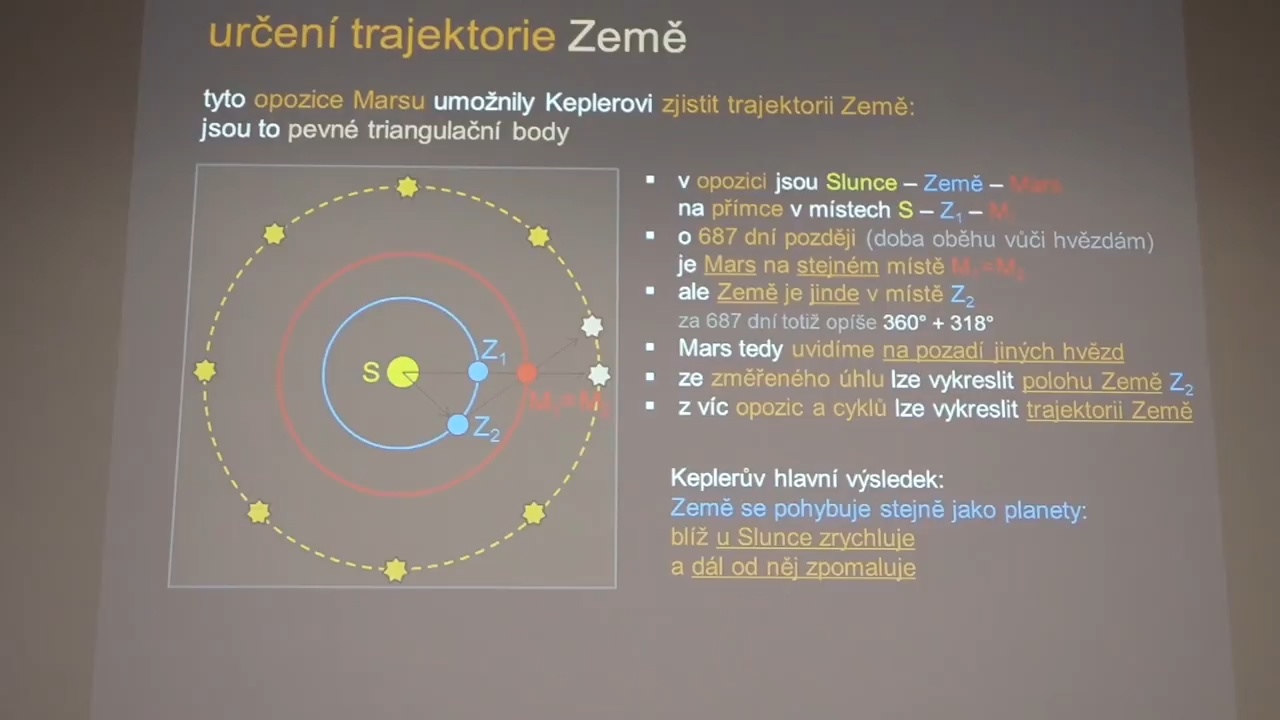 určení trajektorie Země
tyto opozice Marsu umožnily Keplerovi zjistit trajektorii Země:
jsou to pevné triangulační body
▪ v opozici jsou Slunce – Země – Mars
na přímce v místech S – Z₁ – M
▪ o 687 dní později (doba oběhu vůči hvězdám)
je Mars na stejném místě M₁=M₂
▪ ale Země je jinde v místě Z₂
za 687 dní totiž opíše 360° + 318°
▪ Mars tedy uvidíme na pozadí jiných hvězd
▪ ze změřeného úhlu lze vykreslit polohu Země Z₂
▪ z víc opozic a cyklů lze vykreslit trajektorii Země
Keplerův hlavní výsledek:
Země se pohybuje stejně jako planety:
blíž u Slunce zrychluje
a dál od něj zpomaluje
S
Z₁
M₁=M₂
Z₂